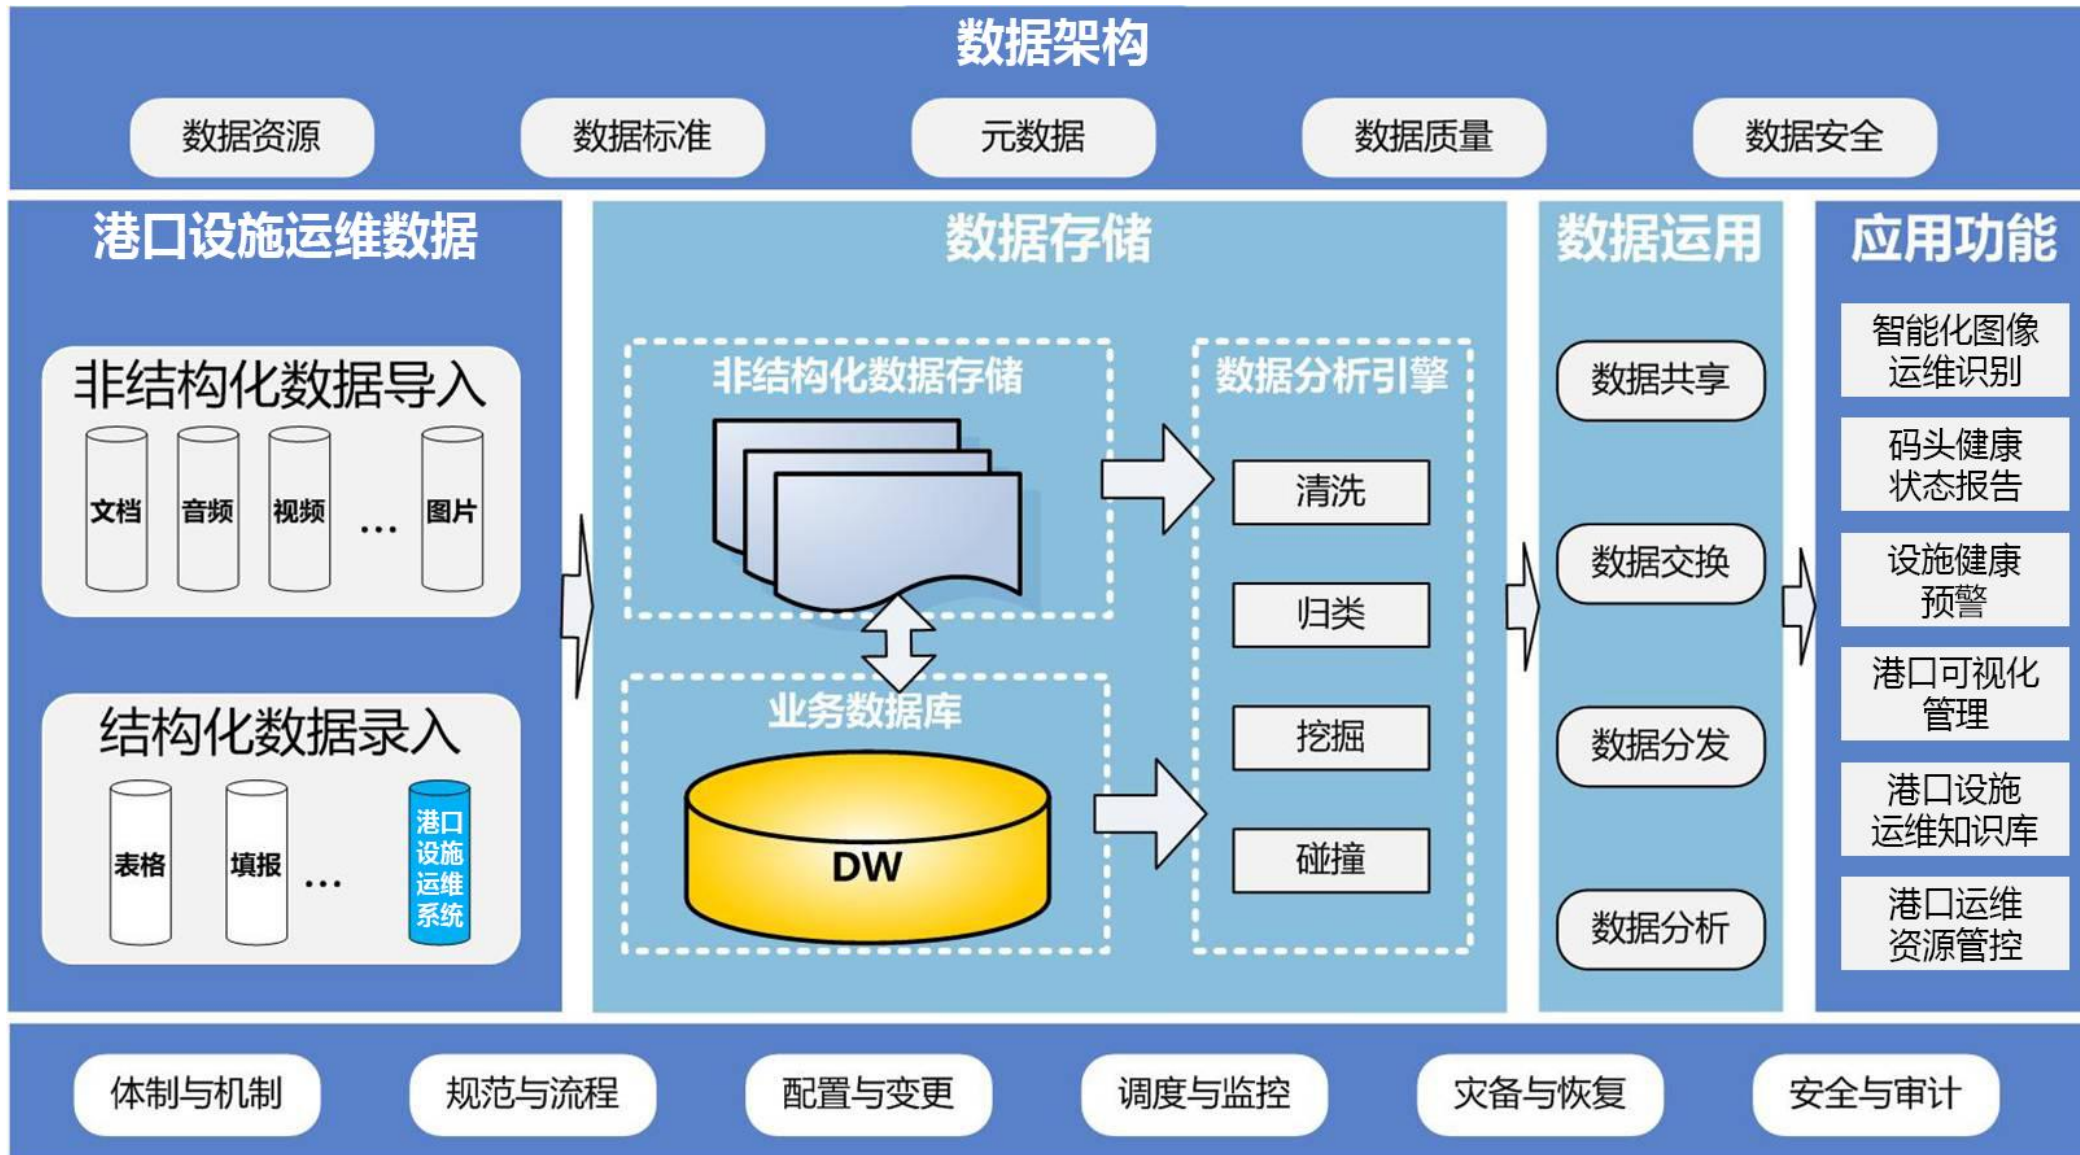 数据架构
数据资源
数据标准
元数据
数据质量
数据安全
港口设施运维数据
非结构化数据导入
文档
音频
视频
...
图片
结构化数据录入
表格
填报
...
港口
设施
运维
系统
数据存储
非结构化数据存储
业务数据库
DW
数据分析引擎
清洗
归类
挖掘
碰撞
数据运用
数据共享
数据交换
数据分发
数据分析
应用功能
智能化图像
运维识别
码头健康
状态报告
设施健康
预警
港口可视化
管理
港口设施
运维知识库
港口运维
资源管控
体制与机制
规范与流程
配置与变更
调度与监控
灾备与恢复
安全与审计